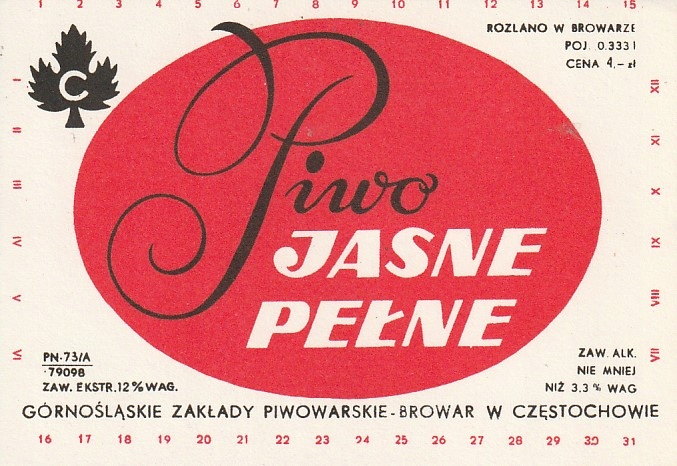 1 2 3 4 5 6 7 8 9 10 11 12 13 14 15
C
ROZLANO W BROWARZE
POJ. 0.333 l
CENA 4,- zł
I
II
III
IV
V
VI
XII
XI
X
IX
VIII
VII
Piwo
JASNE
PEŁNE
PN-73/A
79098
ZAW. EKSTR. 12% WAG.
ZAW. ALK.
NIE MNIEJ
NIŻ 3,3% WAG
GÓRNOŚLĄSKIE ZAKŁADY PIWOWARSKIE-BROWAR W CZĘSTOCHOWIE
16 17 18 19 20 21 22 23 24 25 26 27 28 29 30 31